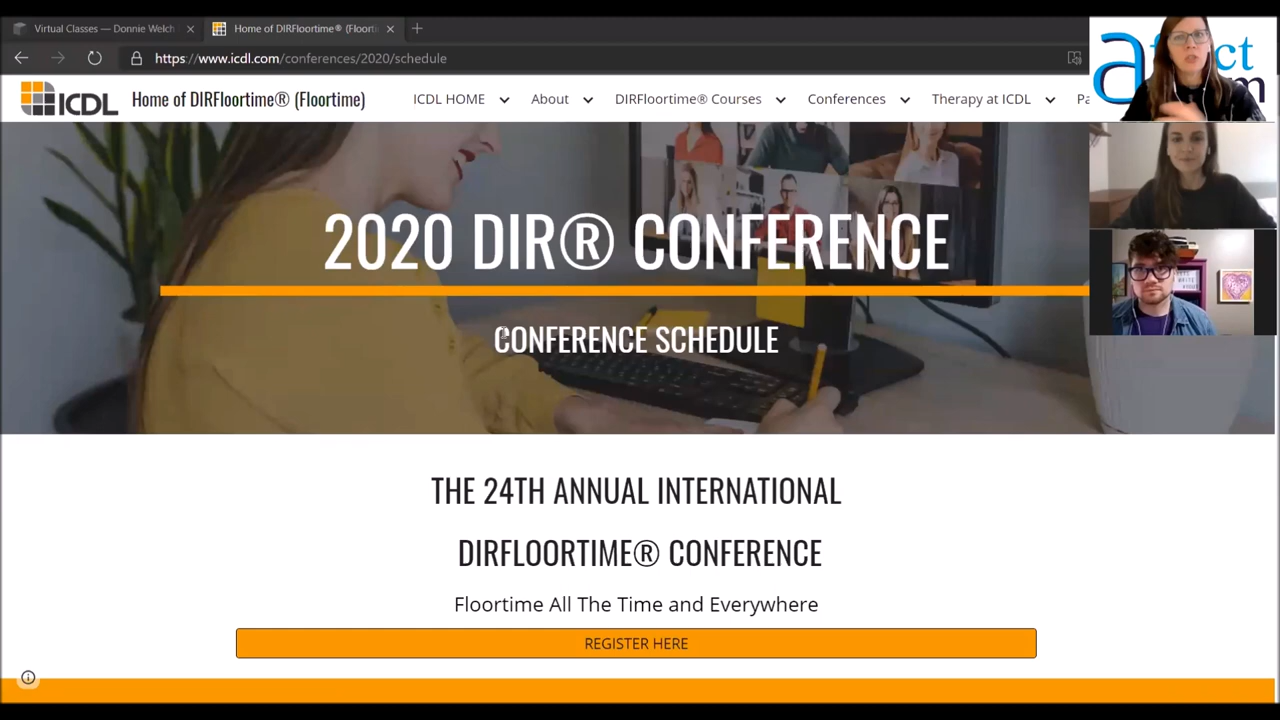 Virtual Classes — Donnie Welch
Home of DIRFloortime® (Floorti
https://www.icdl.com/conferences/2020/schedule
ICDL
Home of DIRFloortime® (Floortime)
ICDL HOME
About
DIRFloortime® Courses
Conferences
Therapy at ICDL
Pa
2020 DIR® CONFERENCE
CONFERENCE SCHEDULE
THE 24TH ANNUAL INTERNATIONAL
DIRFLOORTIME® CONFERENCE
Floortime All The Time and Everywhere
REGISTER HERE